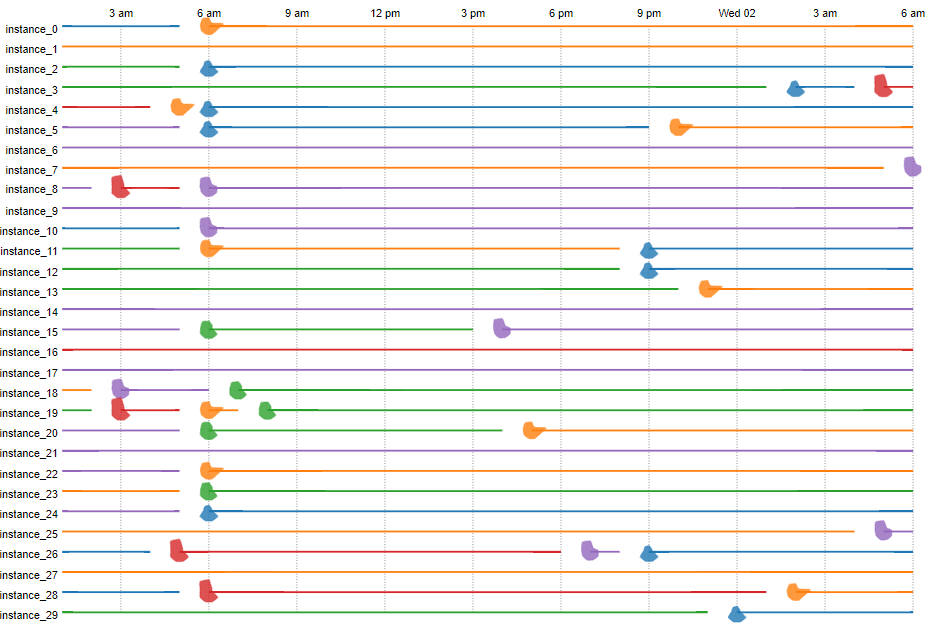 3 am 6 am 9 am 12 pm 3 pm 6 pm 9 pm Wed 02 3 am 6 am
instance_0
instance_1
instance_2
instance_3
instance_4
instance_5
instance_6
instance_7
instance_8
instance_9
instance_10
instance_11
instance_12
instance_13
instance_14
instance_15
instance_16
instance_17
instance_18
instance_19
instance_20
instance_21
instance_22
instance_23
instance_24
instance_25
instance_26
instance_27
instance_28
instance_29